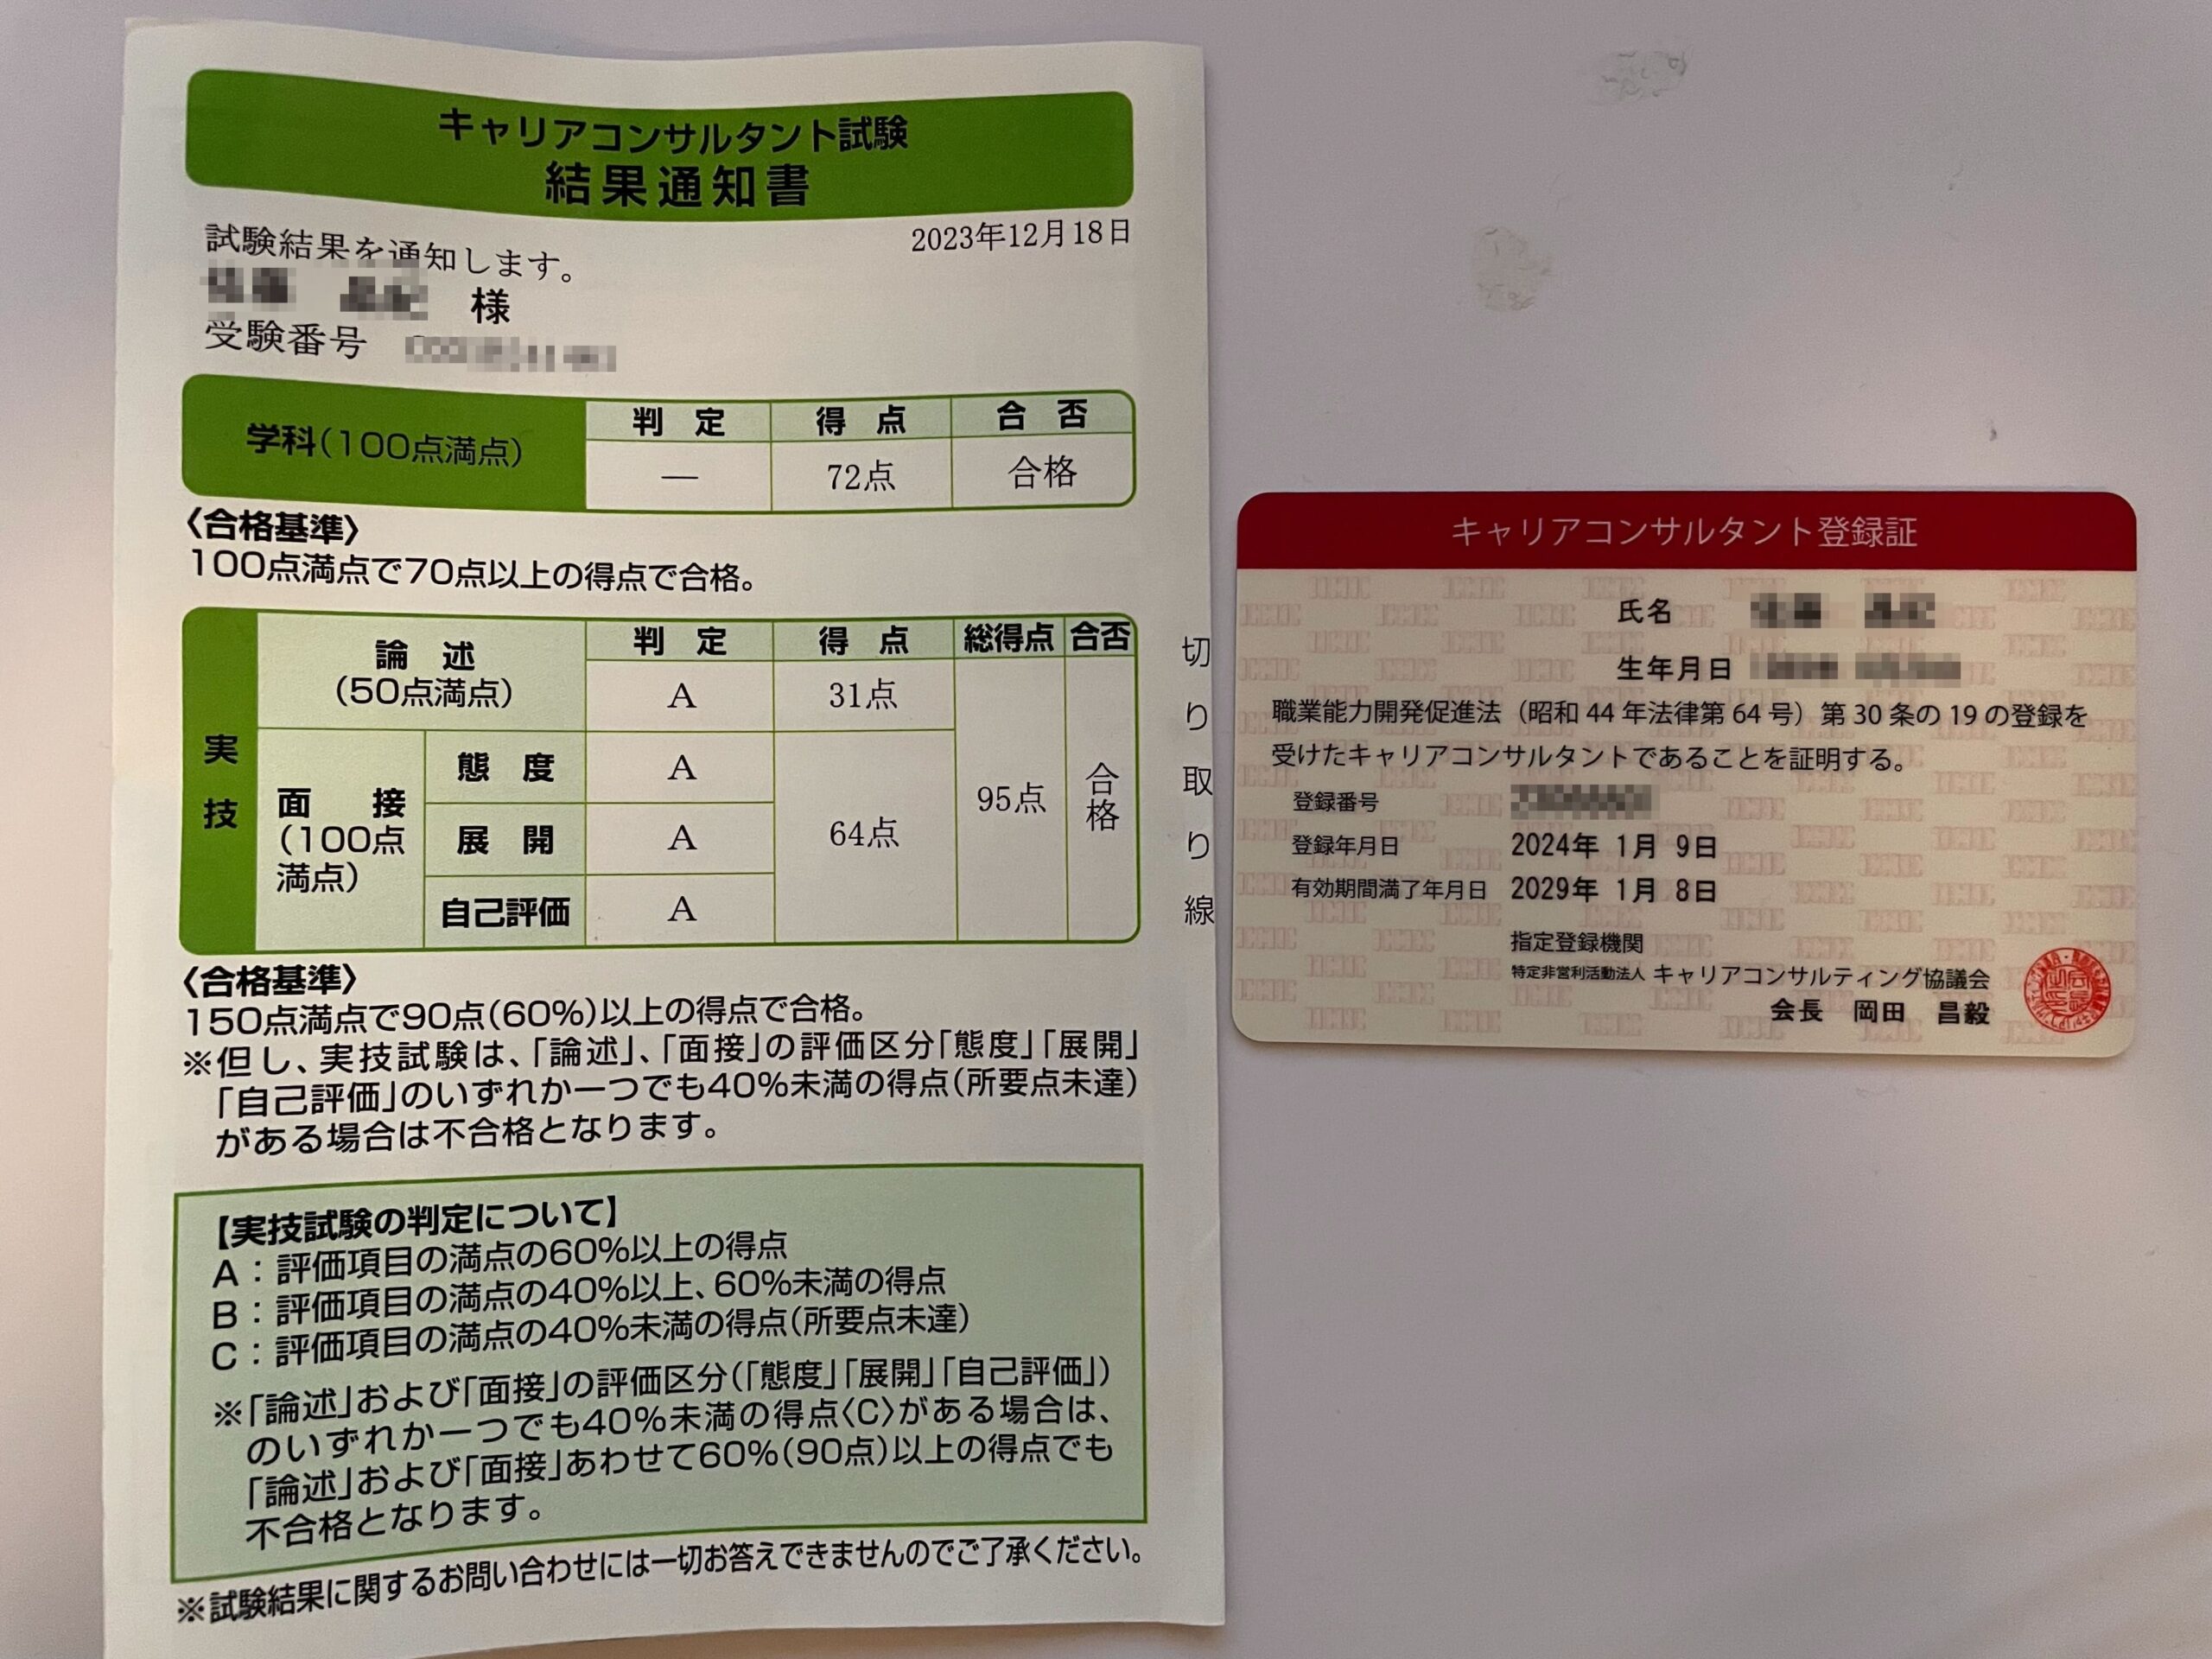 キャリアコンサルタント試験
結果通知書
2023年12月18日
試験結果を通知します。
様
受験番号
学科(100点満点)
判 定 得 点 合 否
― 72点 合格
〈合格基準〉
100点満点で70点以上の得点で合格。
実技
論 述
(50点満点)
判 定 得 点 総得点 合否
A 31点
面 接
(100点
満点)
態 度 A
展 開 A
自己評価 A
64点
95点
合格
〈合格基準〉
150点満点で90点(60%)以上の得点で合格。
※但し、実技試験は、「論述」、「面接」の評価区分「態度」「展開」
「自己評価」のいずれか一つでも40%未満の得点(所要点未達)
がある場合は不合格となります。
【実技試験の判定について】
A：評価項目の満点の60%以上の得点
B：評価項目の満点の40%以上、60%未満の得点
C：評価項目の満点の40%未満の得点(所要点未達)
※「論述」および「面接」の評価区分(「態度」「展開」「自己評価」)
のいずれか一つでも40%未満の得点〈C〉がある場合は、
「論述」および「面接」あわせて60%(90点)以上の得点でも
不合格となります。
※試験結果に関するお問い合わせには一切お答えできませんのでご了承ください。
切り取り線
キャリアコンサルタント登録証
氏名
生年月日
職業能力開発促進法（昭和 44 年法律第 64 号）第 30 条の 19 の登録を
受けたキャリアコンサルタントであることを証明する。
登録番号
登録年月日 2024年 1月 9日
有効期間満了年月日 2029年 1月 8日
指定登録機関
特定非営利活動法人 キャリアコンサルティング協議会
会長 岡田 昌毅